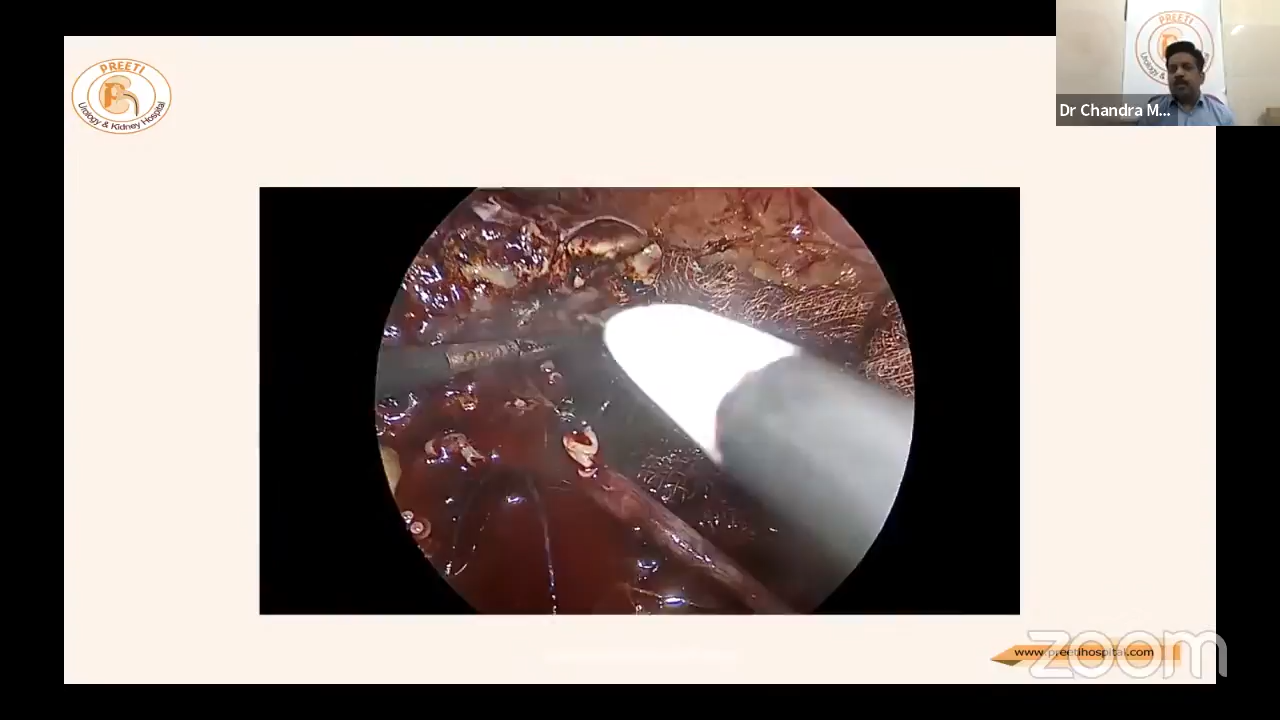 PREETI
Urology & Kidney Hospital
Dr Chandra M...
www.preetihospital.com
zoom